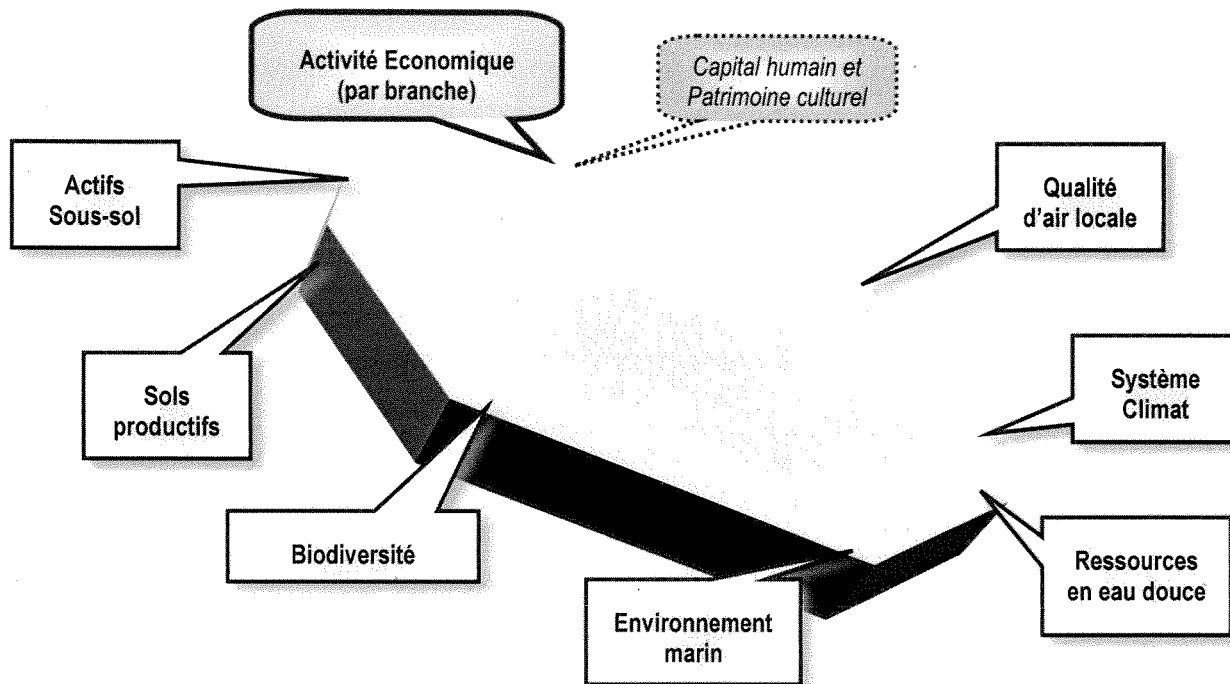 Activité Economique
(par branche)
Capital humain et
Patrimoine culturel
Actifs
Sous-sol
Qualité
d'air locale
Sols
productifs
Système
Climat
Biodiversité
Ressources
en eau douce
Environnement
marin